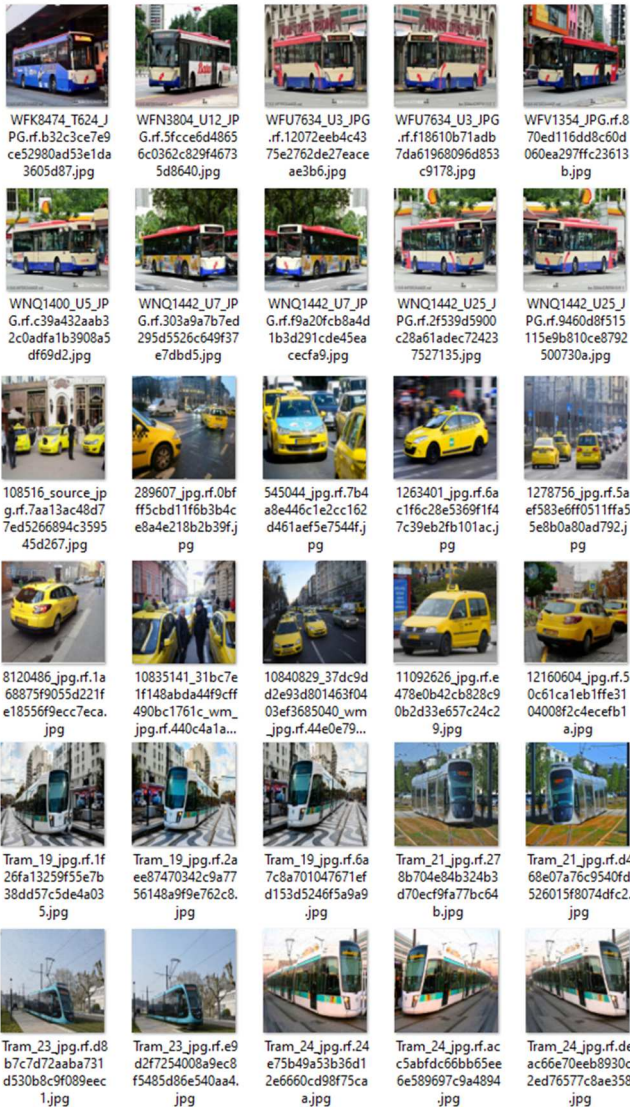 WFK8474_T624_J
PG.rf.b32c3ce7e9
ce52980ad53e1da
3605d87.jpg
WFN3804_U12_JP
G.rf.5fcce6d4865
6c0362c829f4673
5d8640.jpg
WFU7634_U3_JPG
.rf.12072eeb4c43
75e2762de27eace
ae3b6.jpg
WFU7634_U3_JPG
.rf.f18610b71adb
7da61968096d853
c9178.jpg
WFV1354_JPG.rf.8
70ed116dd8c60d
060ea297ffc23613
b.jpg
WNQ1400_U5_JP
G.rf.c39a432aab3
2c0adfa1b3908a5
df69d2.jpg
WNQ1442_U7_JP
G.rf.303a9a7b7ed
295d5526c649f37
e7dbd5.jpg
WNQ1442_U7_JP
G.rf.f9a20fcb8a4d
1b3d291cde45ea
cecfa9.jpg
WNQ1442_U25_J
PG.rf.2f539d5900
c28a61adec72423
7527135.jpg
WNQ1442_U25_J
PG.rf.9460d8f515
115e9b810ce8792
500730a.jpg
108516_source_jp
g.rf.7aa13ac48d7
7ed5266894c3595
45d267.jpg
289607_jpg.rf.0bf
ff5cbd11f6b3b4c
e8a4e218b2b39f.j
pg
545044_jpg.rf.7b4
a8e446c1e2cc162
d461aef5e7544f.j
pg
1263401_jpg.rf.6a
c1f6c28e5369f1f4
7c39eb2fb101ac.j
pg
1278756_jpg.rf.5a
ef583e6ff0511ffa5
5e8b0a80ad792.j
pg
8120486_jpg.rf.1a
68875f9055d221f
e18556f9ecc7eca.
jpg
10835141_31bc7e
1f148abda44f9cff
490bc1761c_wm_
jpg.rf.440c4a1a...
10840829_37dc9d
d2e93d801463f04
03ef3685040_wm
_jpg.rf.44e0e79...
11092626_jpg.rf.e
478e0b42cb828c9
0b2d33e657c24c2
9.jpg
12160604_jpg.rf.5
0c61ca1eb1ffe31
04008f2c4ecefb1
a.jpg
Tram_19_jpg.rf.1f
26fa13259f55e7b
38dd57c5de4a03
5.jpg
Tram_19_jpg.rf.2a
ee87470342c9a77
56148a9f9e762c8.
jpg
Tram_19_jpg.rf.6a
7c8a701047671ef
d153d5246f5a9a9
.jpg
Tram_21_jpg.rf.27
8b704e84b324b3
d70ecf9fa77bc64
b.jpg
Tram_21_jpg.rf.d4
68e07a76c9540fd
526015f8074dfc2.
jpg
Tram_23_jpg.rf.d8
b7c7d72aaba731
d530b8c9f089eec
1.jpg
Tram_23_jpg.rf.e9
d2f7254008a9ec8
f5485d86e540aa4.
jpg
Tram_24_jpg.rf.24
e75b49a53b36d1
2e6660cd98f75ca
a.jpg
Tram_24_jpg.rf.ac
c5abfdc66bb65ee
6e589697c9a4894
.jpg
Tram_24_jpg.rf.de
ac66e70eeb8930c
2ed76577c8ae358
.jpg